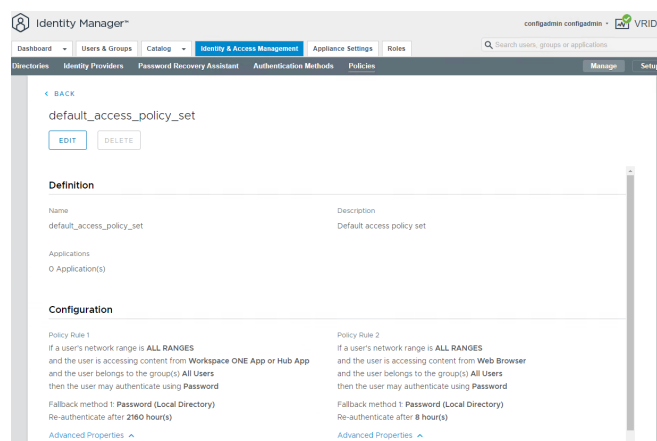 Identity Manager™
configadmin configadmin
VRID
Dashboard
Users & Groups
Catalog
Identity & Access Management
Appliance Settings
Roles
Search users, groups or applications
Directories
Identity Providers
Password Recovery Assistant
Authentication Methods
Policies
Manage
Setup
< BACK
default_access_policy_set
EDIT
DELETE
Definition
Name
default_access_policy_set
Description
Default access policy set
Applications
0 Application(s)
Configuration
Policy Rule 1
If a user's network range is ALL RANGES
and the user is accessing content from Workspace ONE App or Hub App
and the user belongs to the group(s) All Users
then the user may authenticate using Password
Fallback method 1: Password (Local Directory)
Re-authenticate after 2160 hour(s)
Advanced Properties
Policy Rule 2
If a user's network range is ALL RANGES
and the user is accessing content from Web Browser
and the user belongs to the group(s) All Users
then the user may authenticate using Password
Fallback method 1: Password (Local Directory)
Re-authenticate after 8 hour(s)
Advanced Properties